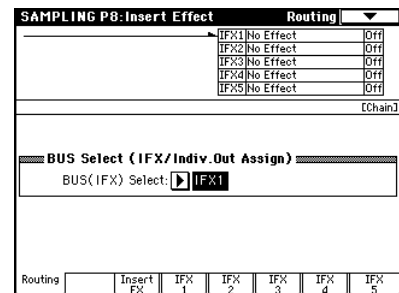 SAMPLING P8:Insert Effect Routing
IFX1 No Effect Off
IFX2 No Effect Off
IFX3 No Effect Off
IFX4 No Effect Off
IFX5 No Effect Off
[Chain]
BUS Select (IFX/Indiv.Out Assign)
BUS(IFX) Select: IFX1
Routing Insert FX IFX 1 IFX 2 IFX 3 IFX 4 IFX 5